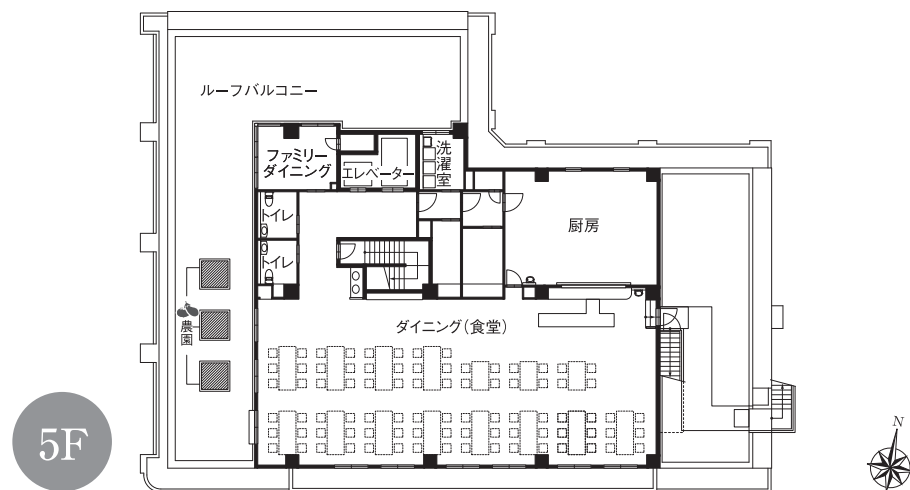 ルーフバルコニー
ファミリー
ダイニング
エレベーター
洗濯室
トイレ
トイレ
厨房
農園
ダイニング(食堂)
5F
N